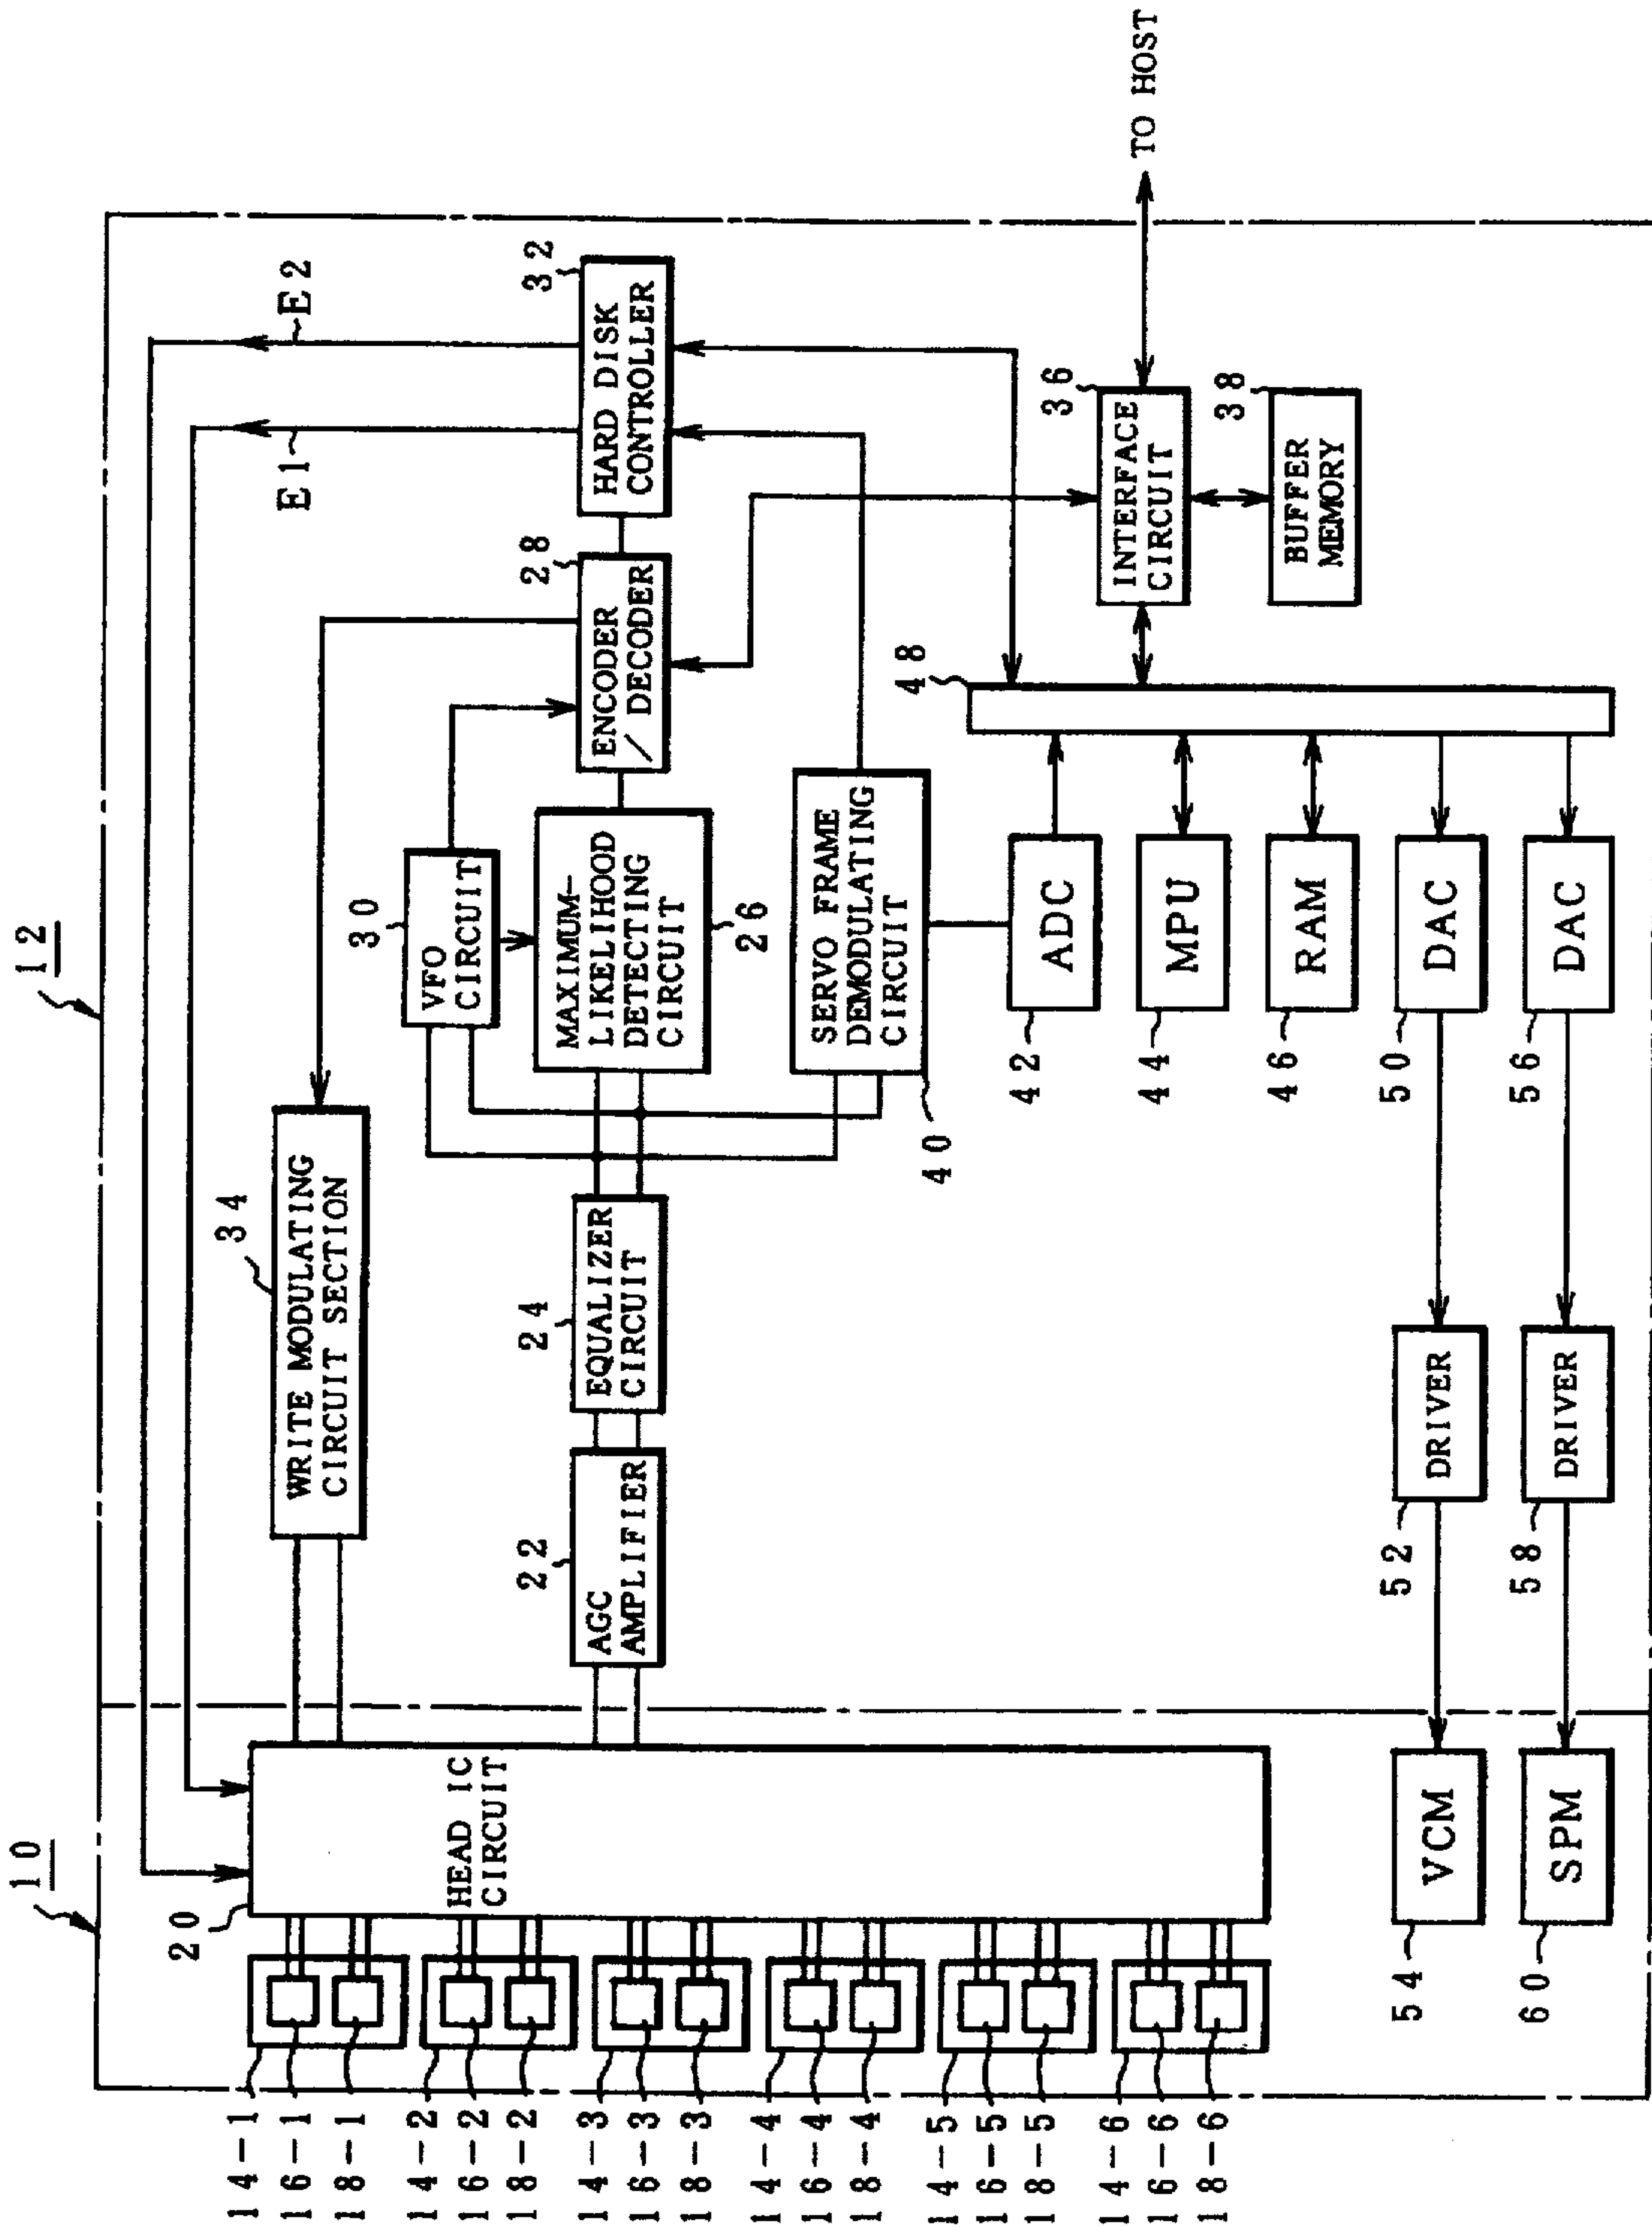 10
12
20
HEAD IC
CIRCUIT
14-1
16-1
18-1
14-2
16-2
18-2
14-3
16-3
18-3
14-4
16-4
18-4
14-5
16-5
18-5
14-6
16-6
18-6
34
WRITE MODULATING
CIRCUIT SECTION
E1
E2
22
AGC
AMPLIFIER
24
EQUALIZER
CIRCUIT
30
VFO
CIRCUIT
MAXIMUM-
LIKELIHOOD
DETECTING
CIRCUIT
26
28
ENCODER
/ DECODER
32
HARD DISK
CONTROLLER
SERVO FRAME
DEMODULATING
CIRCUIT
40
36
INTERFACE
CIRCUIT
TO HOST
38
BUFFER
MEMORY
48
42
ADC
44
MPU
46
RAM
50
DAC
56
DAC
52
DRIVER
58
DRIVER
54
VCM
60
SPM